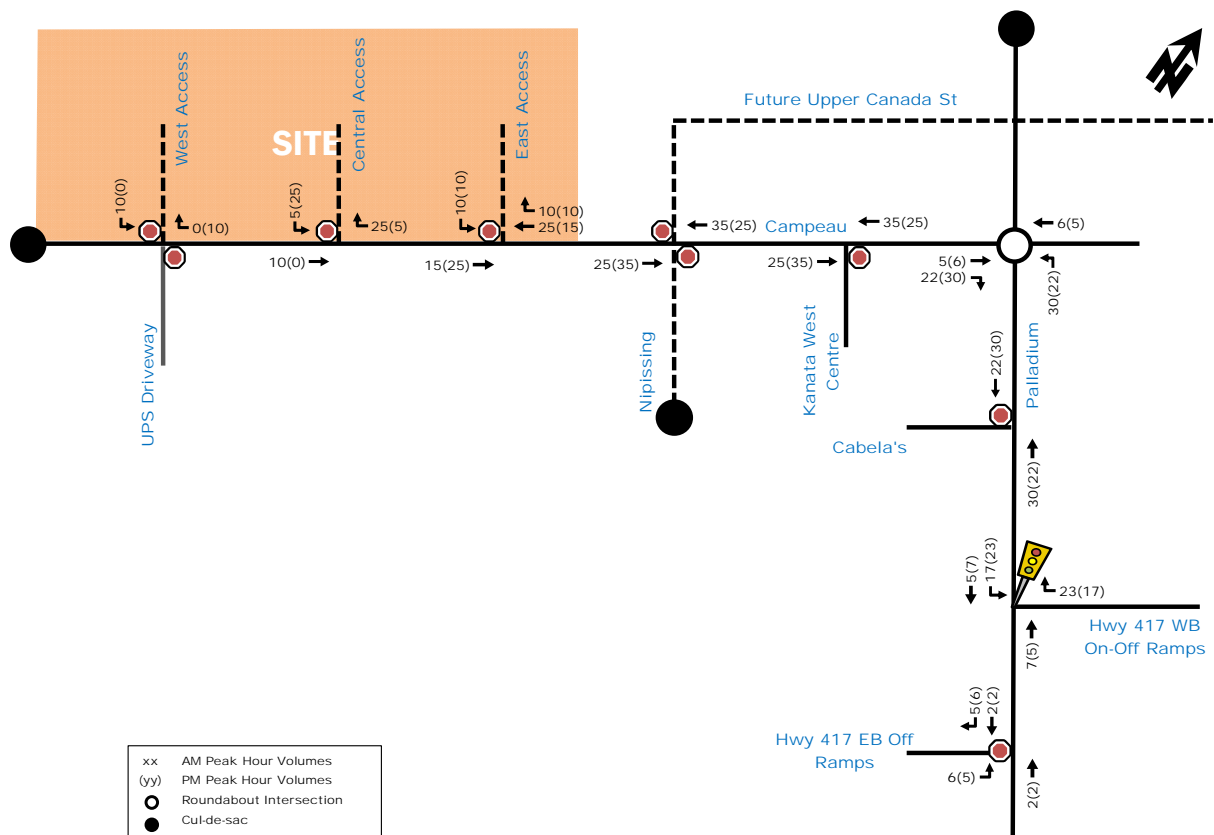 Future Upper Canada St
West Access
Central Access
East Access
SITE
10(0)
0(10)
5(25)
25(5)
10(10)
10(10)
25(15)
35(25)
Campeau
35(25)
6(5)
10(0)
15(25)
25(35)
25(35)
5(6)
22(30)
30(22)
UPS Driveway
Nipissing
Kanata West
Centre
22(30)
Palladium
Cabela's
30(22)
5(7)
17(23)
23(17)
Hwy 417 WB
On-Off Ramps
7(5)
5(6)
2(2)
Hwy 417 EB Off
Ramps
6(5)
2(2)
xx AM Peak Hour Volumes
(yy) PM Peak Hour Volumes
Roundabout Intersection
Cul-de-sac